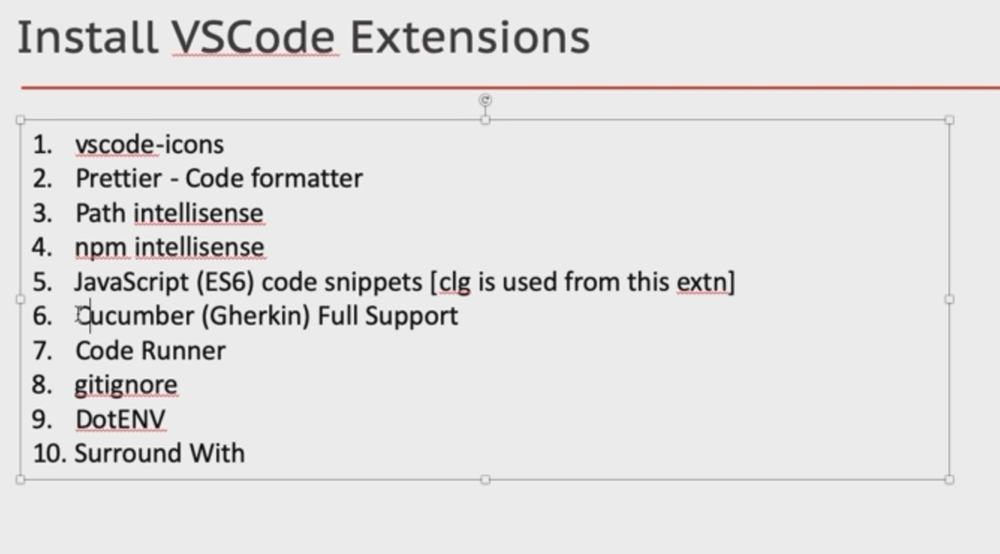 Install VSCode Extensions
1. vscode-icons
2. Prettier - Code formatter
3. Path intellisense
4. npm intellisense
5. JavaScript (ES6) code snippets [clg is used from this extn]
6. Cucumber (Gherkin) Full Support
7. Code Runner
8. gitignore
9. DotENV
10. Surround With